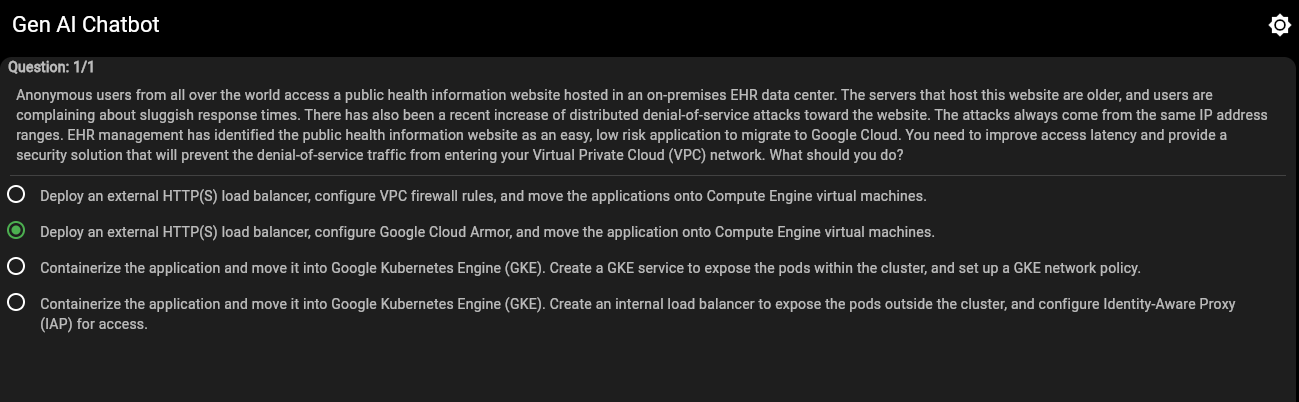 Gen AI Chatbot
Question: 1/1
Anonymous users from all over the world access a public health information website hosted in an on-premises EHR data center. The servers that host this website are older, and users are
complaining about sluggish response times. There has also been a recent increase of distributed denial-of-service attacks toward the website. The attacks always come from the same IP address
ranges. EHR management has identified the public health information website as an easy, low risk application to migrate to Google Cloud. You need to improve access latency and provide a
security solution that will prevent the denial-of-service traffic from entering your Virtual Private Cloud (VPC) network. What should you do?
Deploy an external HTTP(S) load balancer, configure VPC firewall rules, and move the applications onto Compute Engine virtual machines.
Deploy an external HTTP(S) load balancer, configure Google Cloud Armor, and move the application onto Compute Engine virtual machines.
Containerize the application and move it into Google Kubernetes Engine (GKE). Create a GKE service to expose the pods within the cluster, and set up a GKE network policy.
Containerize the application and move it into Google Kubernetes Engine (GKE). Create an internal load balancer to expose the pods outside the cluster, and configure Identity-Aware Proxy
(IAP) for access.